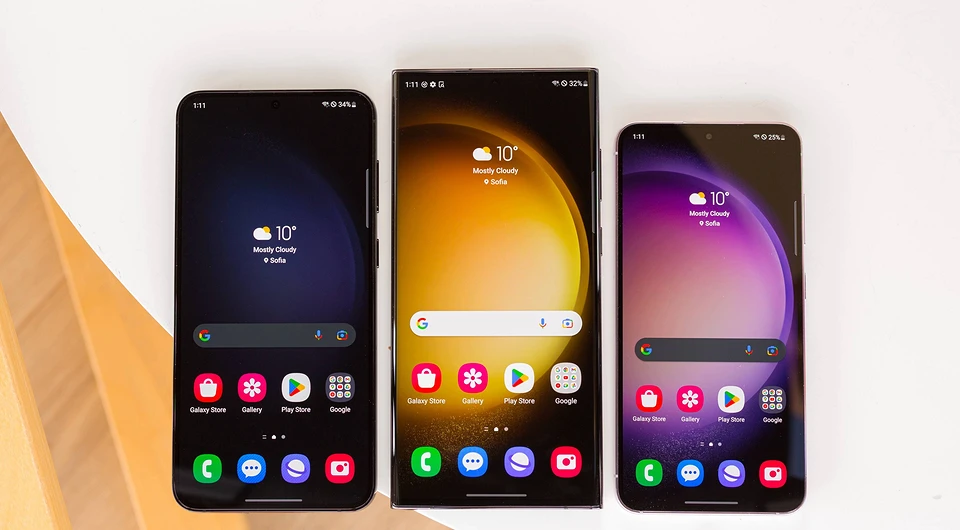 1:11 34%
10°
Mostly Cloudy
Sofia
G
Galaxy Store Gallery Play Store Google
1:11 32%
10°
Mostly Cloudy
Sofia
G
Galaxy Store Gallery Play Store Google
1:11 25%
10°
Mostly Cloudy
Sofia
G
Galaxy Store Gallery Play Store Google